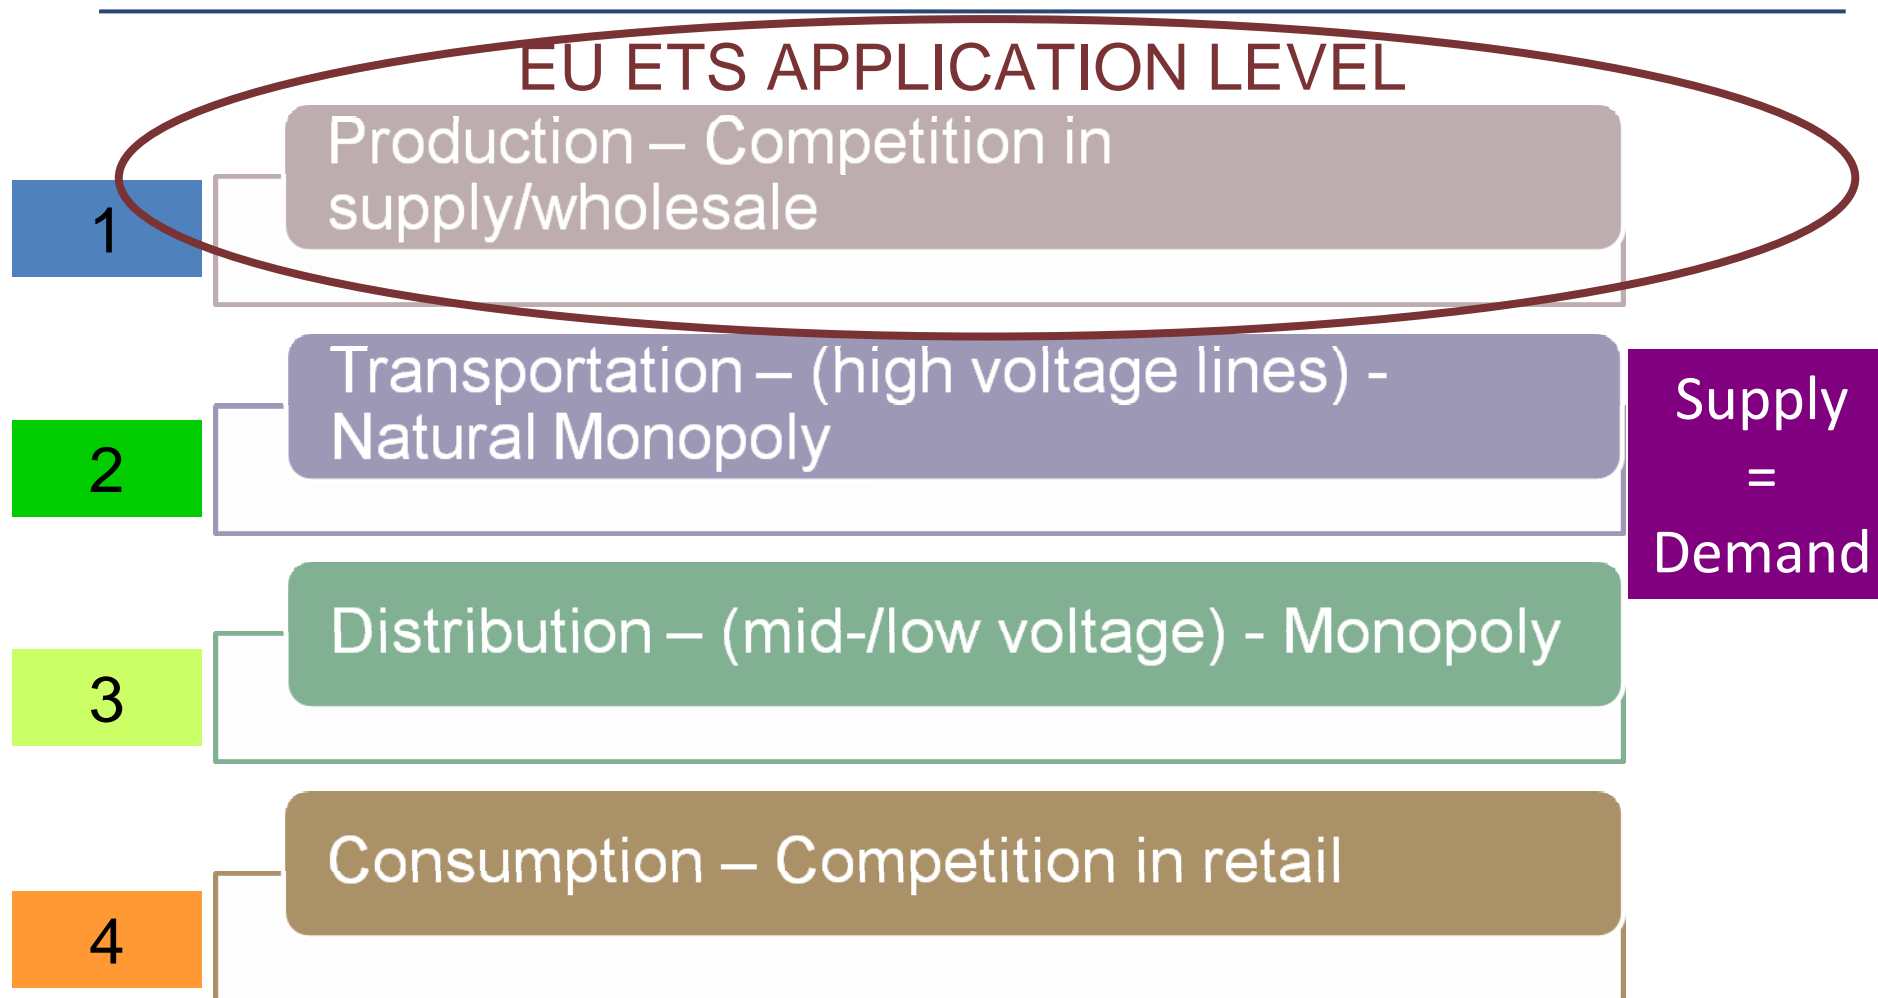 EU ETS APPLICATION LEVEL
1
Production – Competition in
supply/wholesale
2
Transportation – (high voltage lines) -
Natural Monopoly
Supply
=
Demand
3
Distribution – (mid-/low voltage) - Monopoly
4
Consumption – Competition in retail